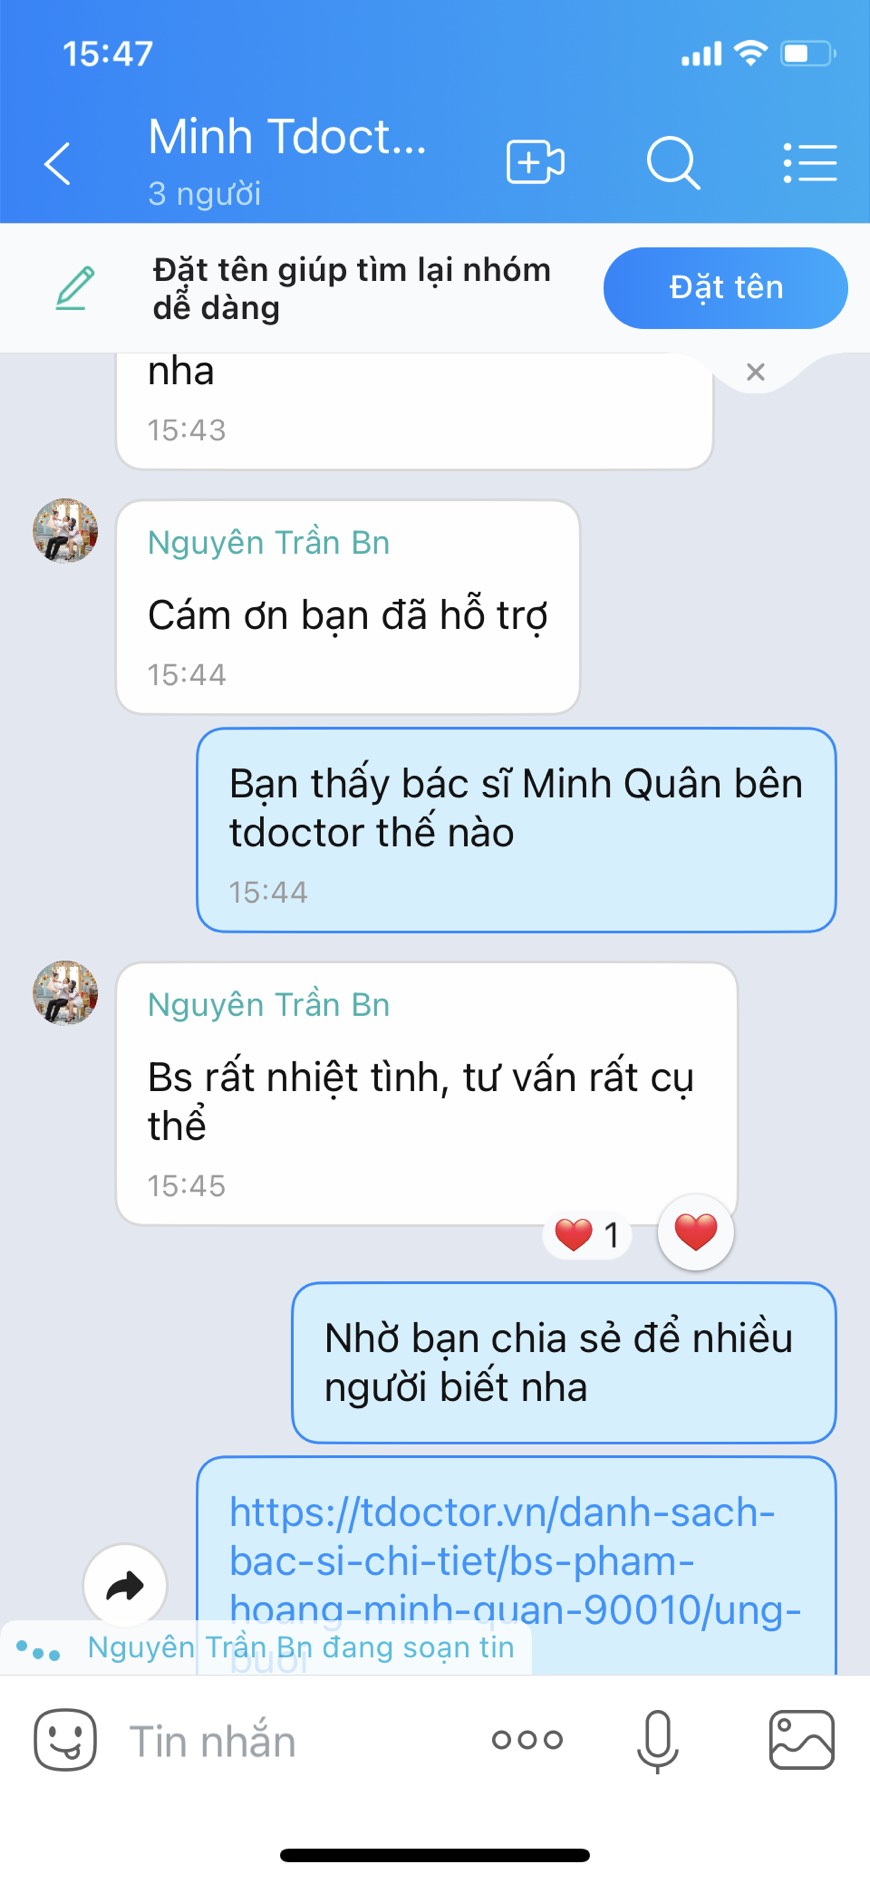 15:47
Minh Tdoct...
3 người
Đặt tên giúp tìm lại nhóm
dễ dàng
Đặt tên
nha
15:43
Nguyên Trần Bn
Cám ơn bạn đã hỗ trợ
15:44
Bạn thấy bác sĩ Minh Quân bên
tdoctor thế nào
15:44
Nguyên Trần Bn
Bs rất nhiệt tình, tư vấn rất cụ
thể
15:45
1
Nhờ bạn chia sẻ để nhiều
người biết nha
https://tdoctor.vn/danh-sach-
bac-si-chi-tiet/bs-pham-
hoang-minh-quan-90010/ung-
buoi
Nguyên Trần Bn đang soạn tin
Tin nhắn